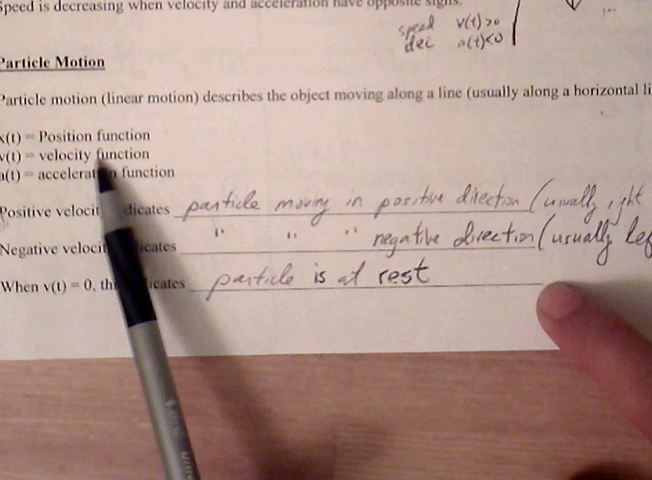 Speed is decreasing when velocity and acceleration have opposite signs.
speed v(t)>0
dec a(t)<0
Particle Motion
Particle motion (linear motion) describes the object moving along a line (usually along a horizontal li
x(t) = Position function
v(t) = velocity function
a(t) = accelerat n function
Positive velocit dicates particle moving in positive direction (usually right
Negative velocit icates " " " negative direction (usually lef
When v(t) = 0, th icates particle is at rest